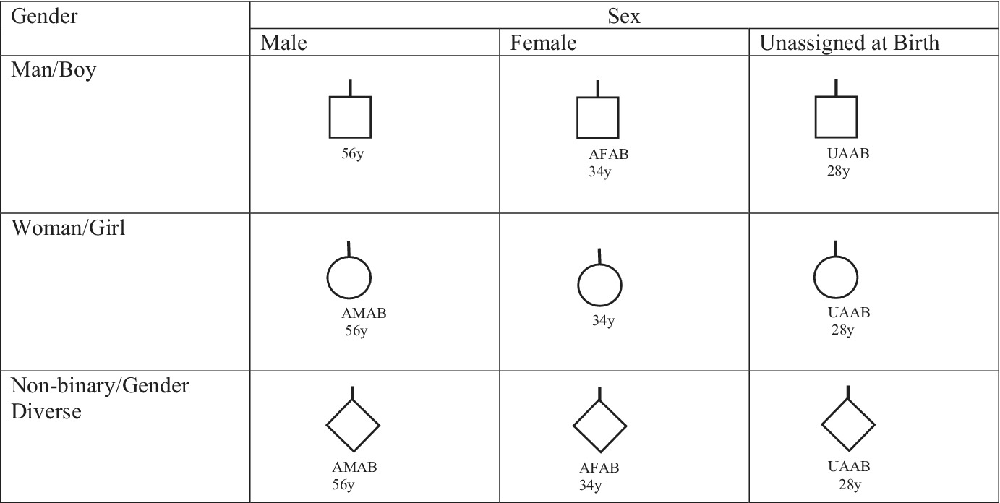 Gender
Sex
Male
Female
Unassigned at Birth
Man/Boy
56y
AFAB
34y
UAAB
28y
Woman/Girl
AMAB
56y
34y
UAAB
28y
Non-binary/Gender
Diverse
AMAB
56y
AFAB
34y
UAAB
28y